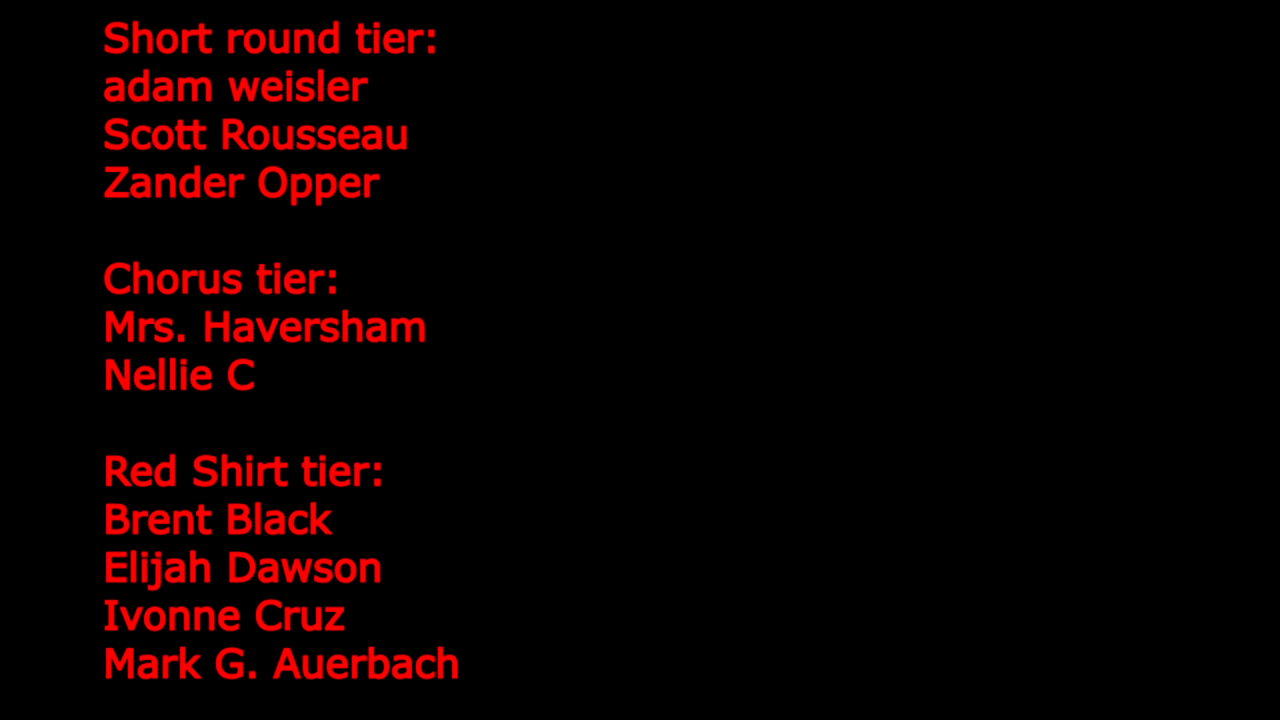 Short round tier:
adam weisler
Scott Rousseau
Zander Opper
Chorus tier:
Mrs. Haversham
Nellie C
Red Shirt tier:
Brent Black
Elijah Dawson
Ivonne Cruz
Mark G. Auerbach